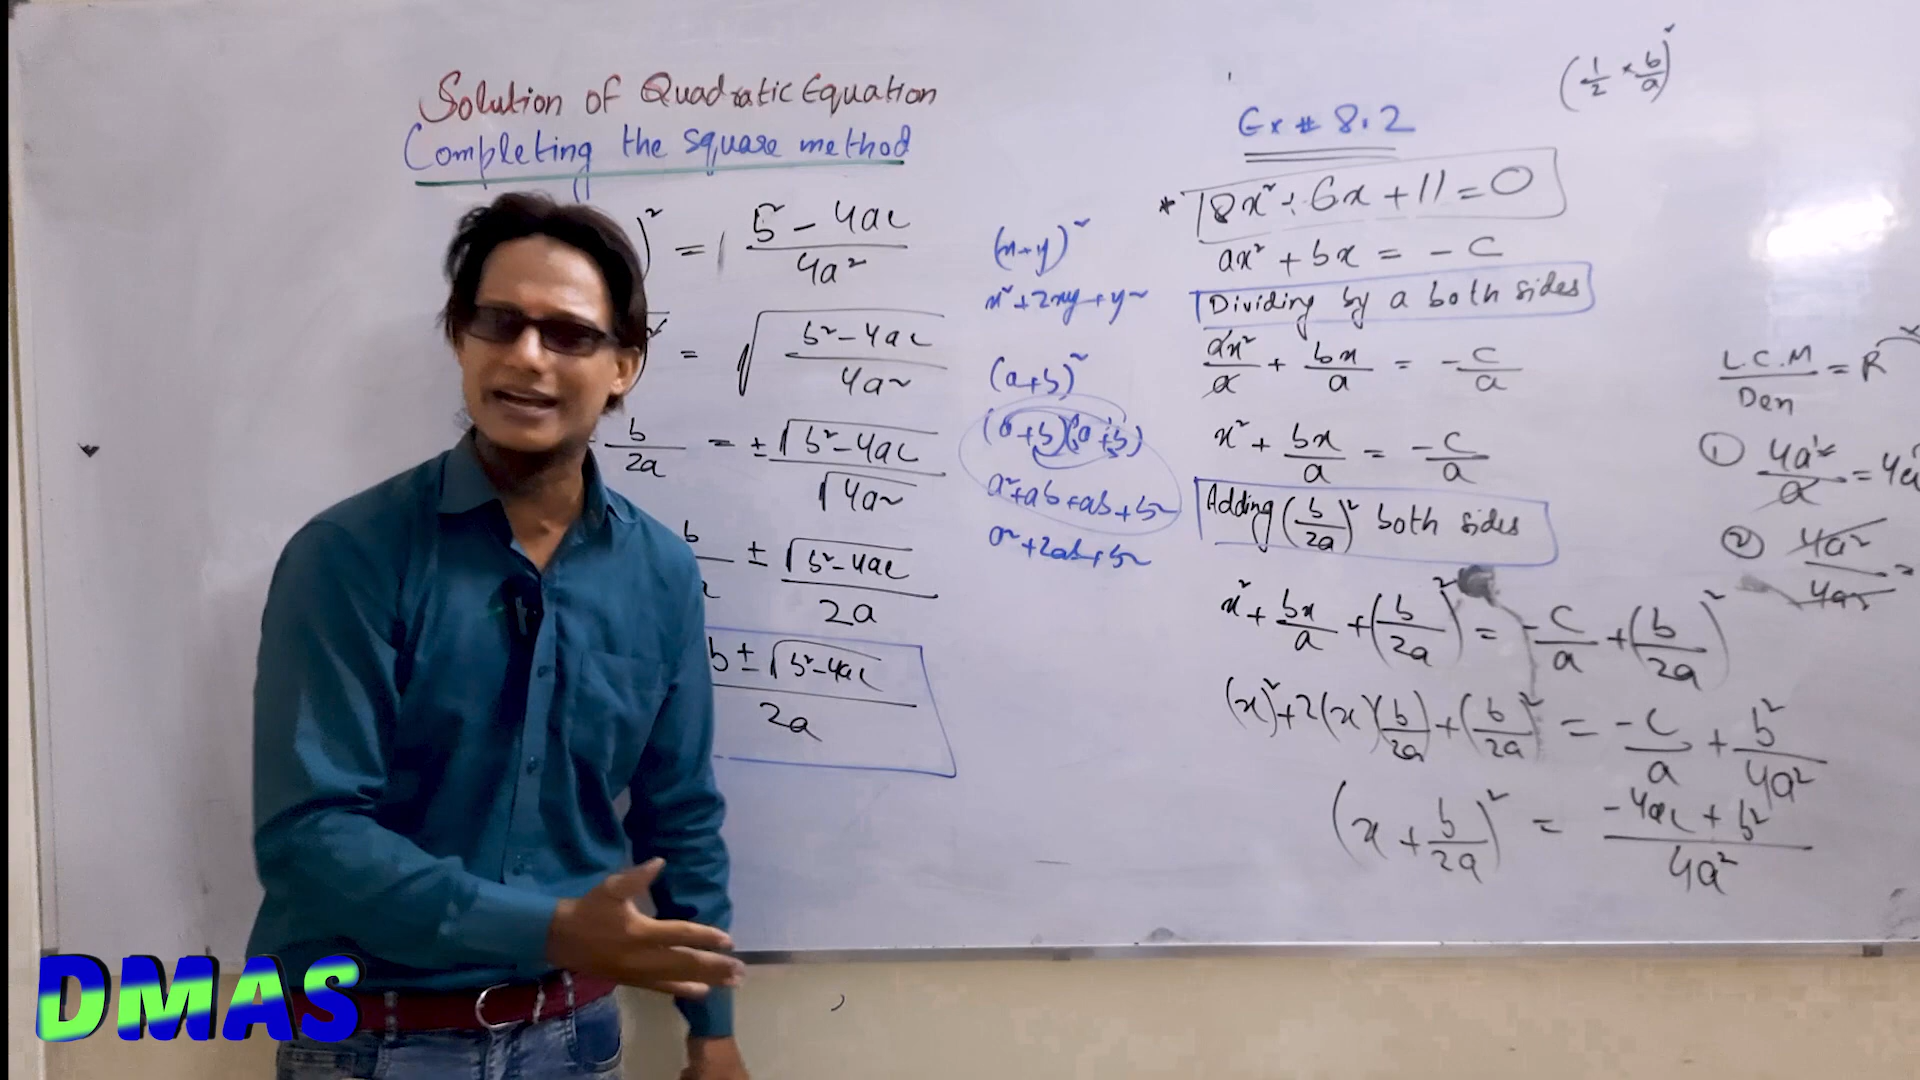 Solution of Quadratic Equation
Completing the square method
)² = b² - 4ac / 4a²
= √(b² - 4ac / 4a²)
b/2a = ± √(b² - 4ac) / √(4a²)
b ± √(b² - 4ac) / 2a
b ± √(b² - 4ac) / 2a
(x+y)²
x² + 2xy + y²
(a+b)²
(a+b)(a+b)
a² + ab + ab + b²
a² + 2ab + b²
(1/2 × b/a)²
Ex # 8.2
* 18x² + 6x + 11 = 0
ax² + bx = - c
Dividing by a both sides
ax²/a + bx/a = - c/a
x² + bx/a = - c/a
Adding (b/2a)² both sides
x² + bx/a + (b/2a)² = - c/a + (b/2a)²
(x)² + 2(x)(b/2a) + (b/2a)² = - c/a + b²/4a²
(x + b/2a)² = - 4ac + b² / 4a²
L.C.M / Den = R
① 4a²/a = 4a
② 4a²/4a² =
DMAS